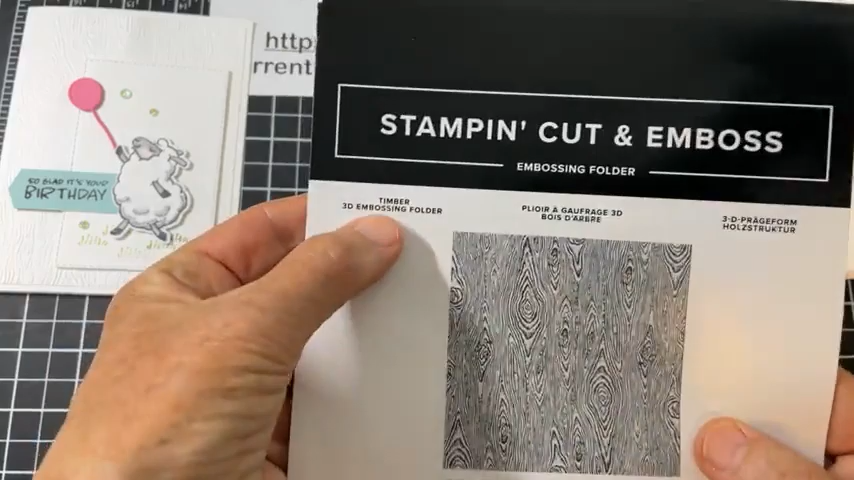 http
rrent
STAMPIN' CUT & EMBOSS
EMBOSSING FOLDER
TIMBER
3D EMBOSSING FOLDER
PLIOIR À GAUFRAGE 3D
BOIS D'ARBRE
3-D-PRÄGEFORM
HOLZSTRUKTUR
SO GLAD IT'S YOUR
BIRTHDAY